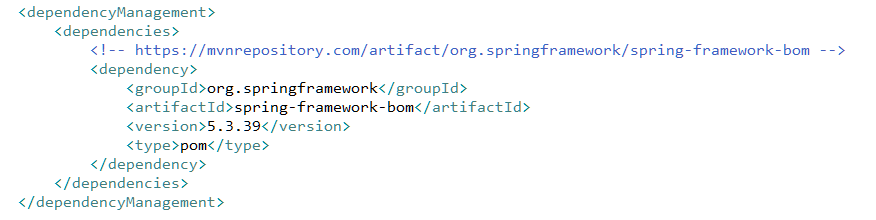 <dependencyManagement>
<dependencies>
<!-- https://mvnrepository.com/artifact/org.springframework/spring-framework-bom -->
<dependency>
<groupId>org.springframework</groupId>
<artifactId>spring-framework-bom</artifactId>
<version>5.3.39</version>
<type>pom</type>
</dependency>
</dependencies>
</dependencyManagement>